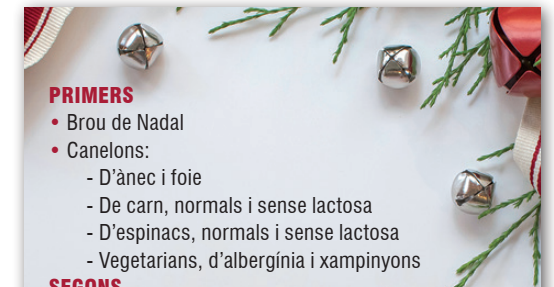 PRIMERS
• Brou de Nadal
• Canelons:
- D'ànec i foie
- De carn, normals i sense lactosa
- D'espinacs, normals i sense lactosa
- Vegetarians, d'albergínia i xampinyons
SEGONS